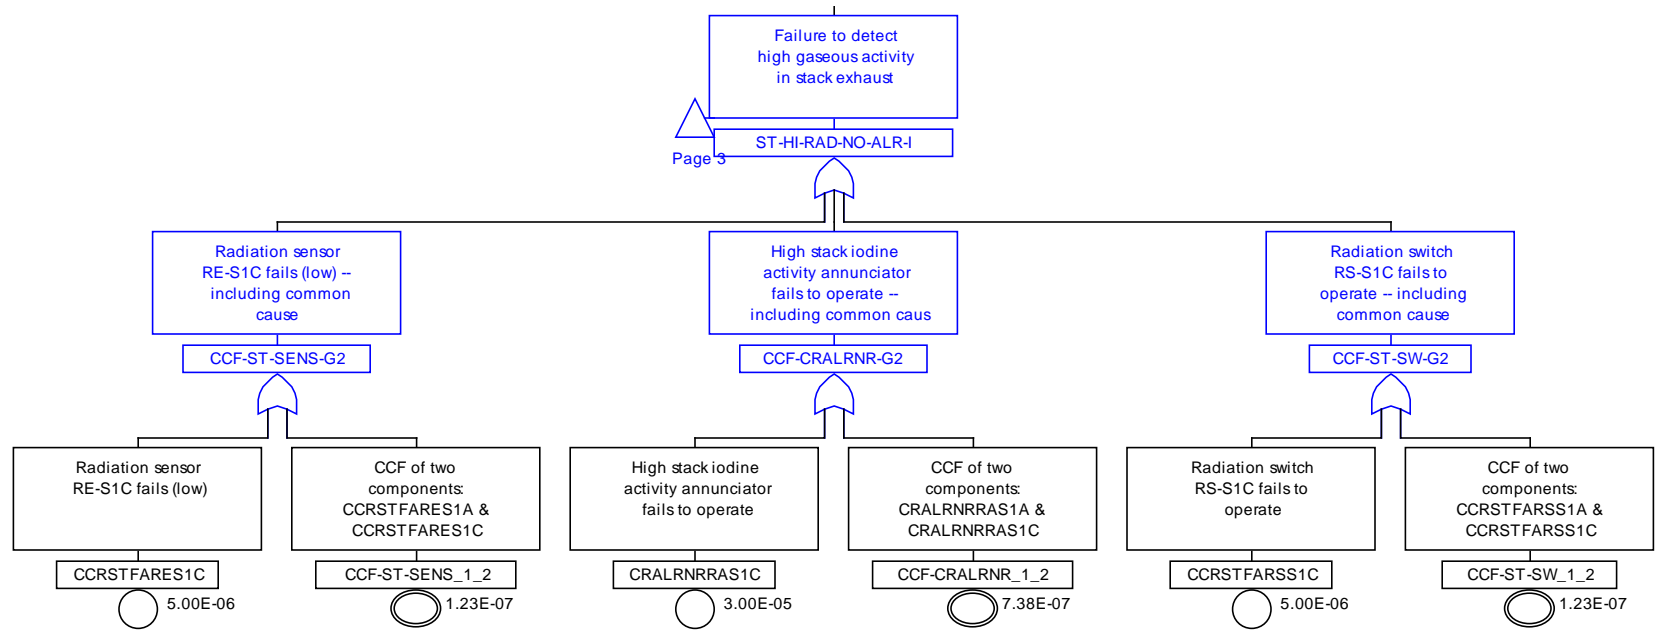 Failure to detect
high gaseous activity
in stack exhaust
ST-HI-RAD-NO-ALR-I
Page 3
Radiation sensor
RE-S1C fails (low) --
including common
cause
CCF-ST-SENS-G2
High stack iodine
activity annunciator
fails to operate --
including common caus
CCF-CRALRNR-G2
Radiation switch
RS-S1C fails to
operate -- including
common cause
CCF-ST-SW-G2
Radiation sensor
RE-S1C fails (low)
CCRSTFARES1C
5.00E-06
CCF of two
components:
CCRSTFARES1A &
CCRSTFARES1C
CCF-ST-SENS_1_2
1.23E-07
High stack iodine
activity annunciator
fails to operate
CRALRNRRAS1C
3.00E-05
CCF of two
components:
CRALRNRRAS1A &
CRALRNRRAS1C
CCF-CRALRNR_1_2
7.38E-07
Radiation switch
RS-S1C fails to
operate
CCRSTFARSS1C
5.00E-06
CCF of two
components:
CCRSTFARSS1A &
CCRSTFARSS1C
CCF-ST-SW_1_2
1.23E-07